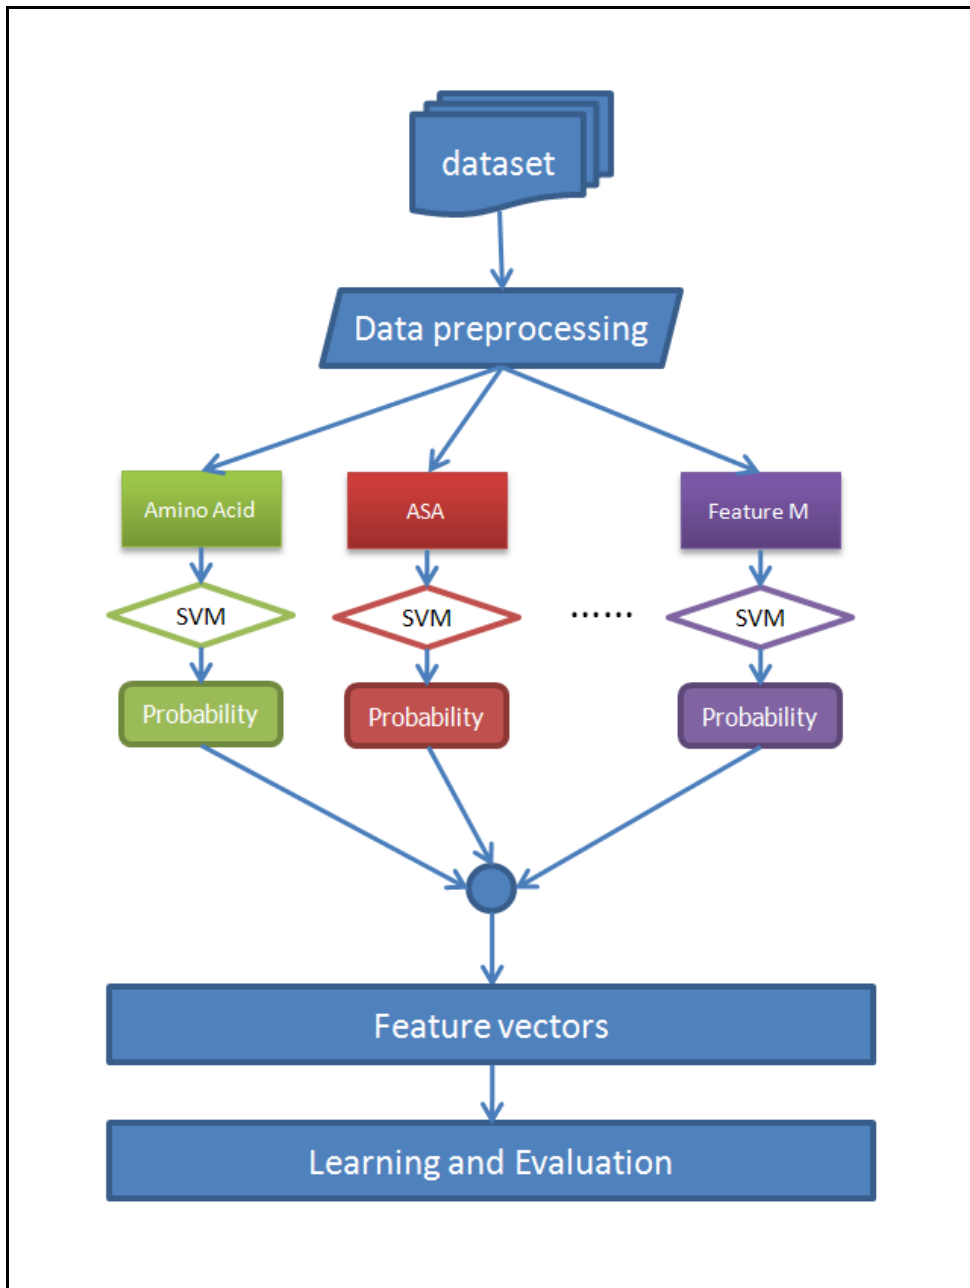 dataset
Data preprocessing
Amino Acid
ASA
Feature M
SVM
SVM
......
SVM
Probability
Probability
Probability
Feature vectors
Learning and Evaluation